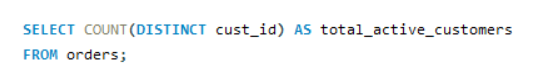 SELECT COUNT(DISTINCT cust_id) AS total_active_customers
FROM orders;